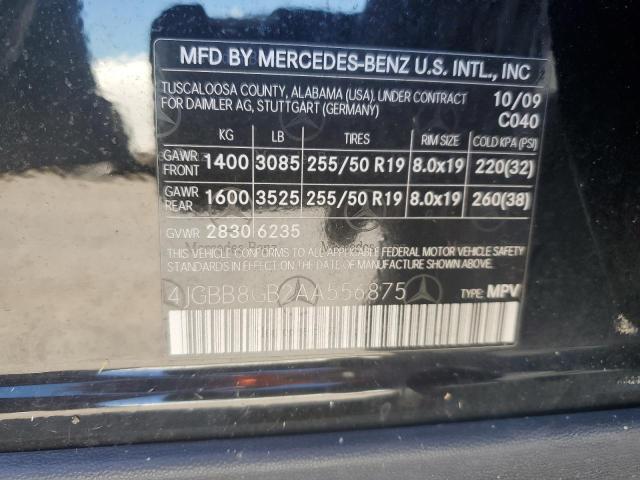 MFD BY MERCEDES-BENZ U.S. INTL., INC
TUSCALOOSA COUNTY, ALABAMA (USA). UNDER CONTRACT 10/09
FOR DAIMLER AG, STUTTGART (GERMANY) C040
KG LB TIRES RIM SIZE COLD KPA (PSI)
GAWR FRONT 1400 3085 255/50 R19 8.0x19 220(32)
GAWR REAR 1600 3525 255/50 R19 8.0x19 260(38)
GVWR 2830 6235
THIS VEHICLE CONFORMS TO ALL APPLICABLE FEDERAL MOTOR VEHICLE SAFETY
STANDARDS IN EFFECT ON THE DATE OF MANUFACTURE SHOWN ABOVE.
TYPE: MPV